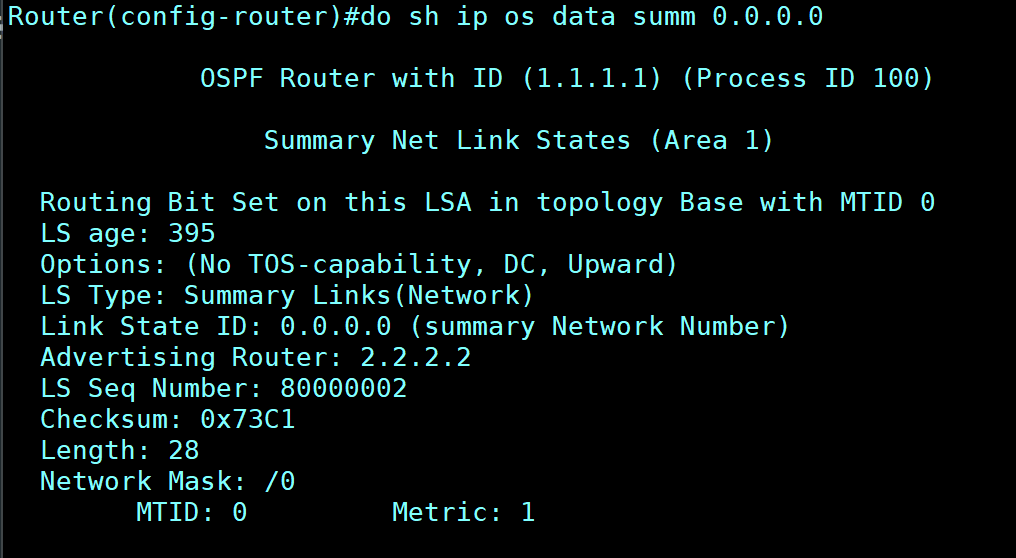 Router(config-router)#do sh ip os data summ 0.0.0.0
OSPF Router with ID (1.1.1.1) (Process ID 100)
Summary Net Link States (Area 1)
Routing Bit Set on this LSA in topology Base with MTID 0
LS age: 395
Options: (No TOS-capability, DC, Upward)
LS Type: Summary Links(Network)
Link State ID: 0.0.0.0 (summary Network Number)
Advertising Router: 2.2.2.2
LS Seq Number: 80000002
Checksum: 0x73C1
Length: 28
Network Mask: /0
MTID: 0 Metric: 1